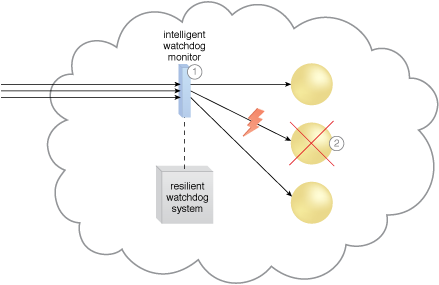 intelligent
watchdog
monitor
1
2
resilient
watchdog
system